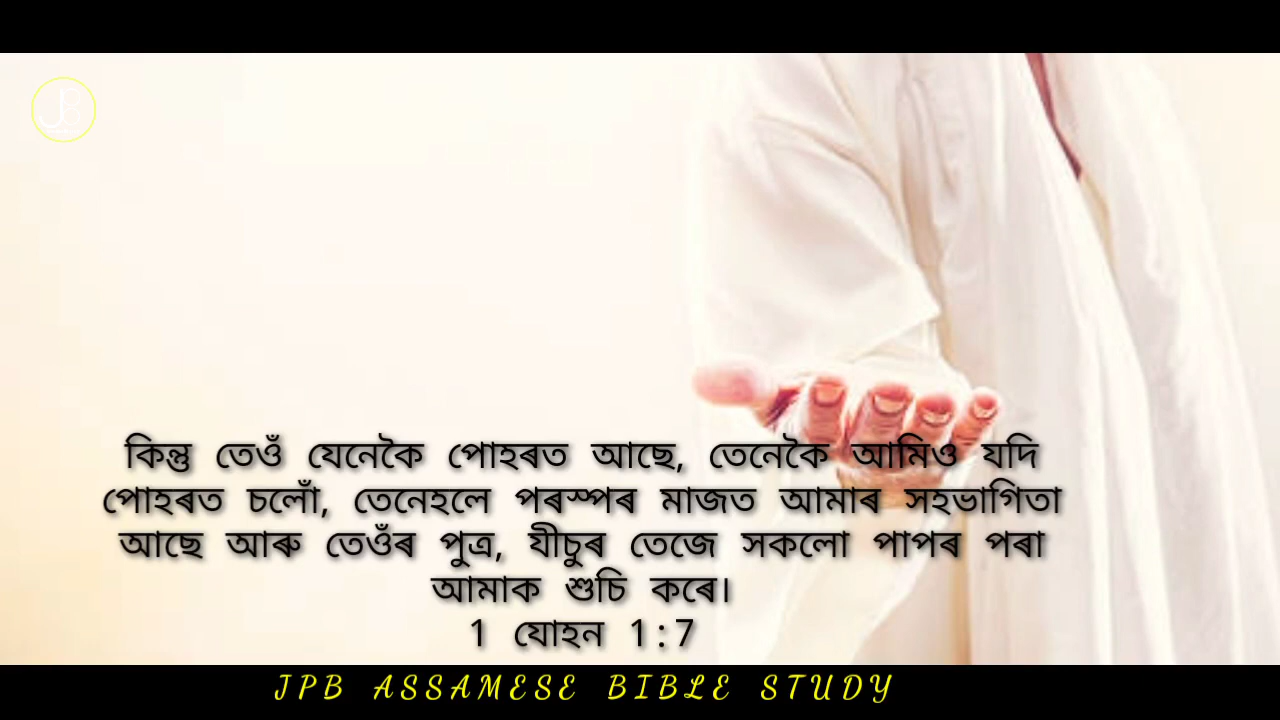 কিন্তু তেওঁ যেনেকৈ পোহৰত আছে, তেনেকৈ আমিও যদি
পোহৰত চলোঁ, তেনেহলে পৰস্পৰ মাজত আমাৰ সহভাগিতা
আছে আৰু তেওঁৰ পুত্ৰ, যীচুৰ তেজে সকলো পাপৰ পৰা
আমাক শুচি কৰে।
1 যোহন 1:7
JPB ASSAMESE BIBLE STUDY